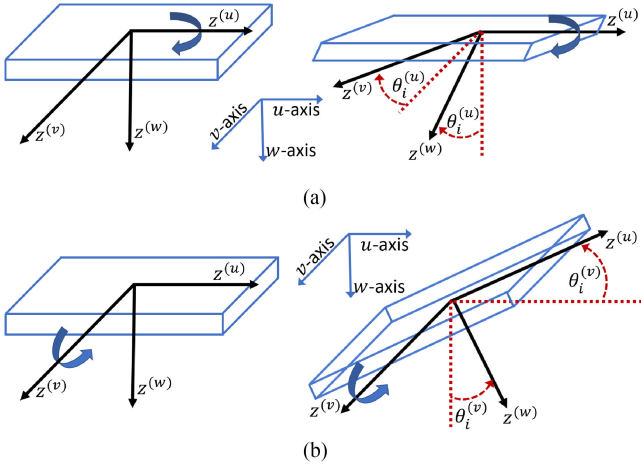 z^{(u)}
z^{(v)}
z^{(w)}
v-axis
u-axis
w-axis
z^{(u)}
z^{(v)}
θ_i^{(u)}
z^{(w)}
θ_i^{(u)}
(a)
z^{(u)}
z^{(v)}
z^{(w)}
v-axis
u-axis
w-axis
z^{(u)}
θ_i^{(v)}
z^{(v)}
θ_i^{(v)}
z^{(w)}
(b)